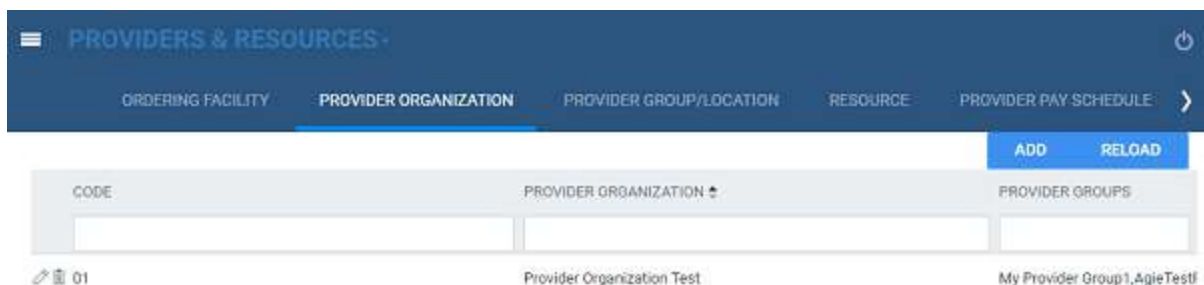 PROVIDERS & RESOURCES
ORDERING FACILITY PROVIDER ORGANIZATION PROVIDER GROUP/LOCATION RESOURCE PROVIDER PAY SCHEDULE
ADD RELOAD
CODE PROVIDER ORGANIZATION PROVIDER GROUPS
01 Provider Organization Test My Provider Group1,AgieTest